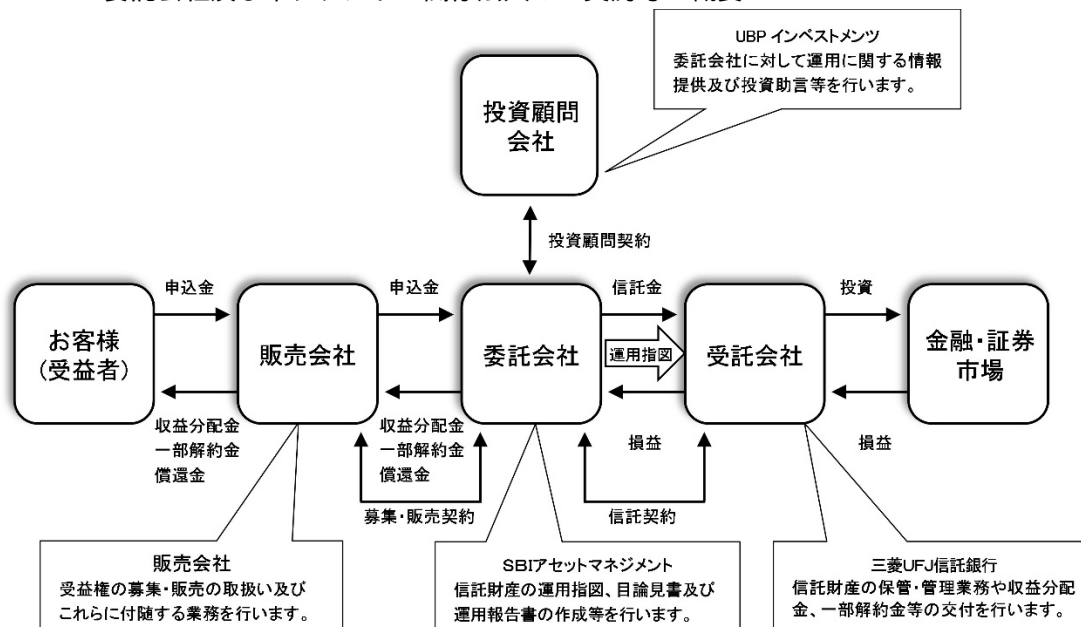 UBP インベストメンツ
委託会社に対して運用に関する情報
提供及び投資助言等を行います。
投資顧問
会社
投資顧問契約
申込金
申込金
信託金
投資
お客様
(受益者)
販売会社
委託会社
運用指図
受託会社
金融・証券
市場
収益分配金
一部解約金
償還金
収益分配金
一部解約金
償還金
損益
損益
募集・販売契約
信託契約
販売会社
受益権の募集・販売の取扱い及び
これらに付随する業務を行います。
SBIアセットマネジメント
信託財産の運用指図、目論見書及び
運用報告書の作成等を行います。
三菱UFJ信託銀行
信託財産の保管・管理業務や収益分配
金、一部解約金等の交付を行います。